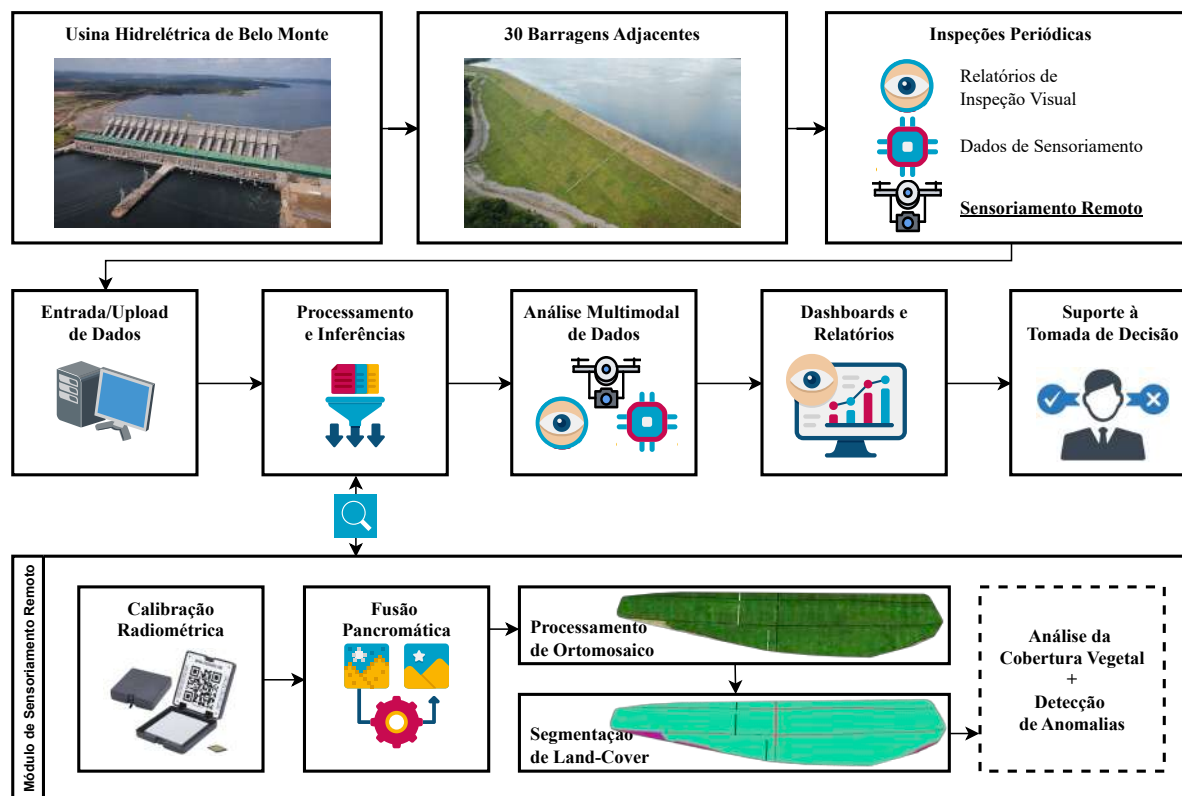 Usina Hidrelétrica de Belo Monte
30 Barragens Adjacentes
Inspeções Periódicas
Relatórios de
Inspeção Visual
Dados de Sensoriamento
Sensoriamento Remoto
Entrada/Upload
de Dados
Processamento
e Inferências
Análise Multimodal
de Dados
Dashboards e
Relatórios
Suporte à
Tomada de Decisão
Módulo de Sensoriamento Remoto
Calibração
Radiométrica
Fusão
Pancromática
Processamento
de Ortomosaico
Segmentação
de Land-Cover
Análise da
Cobertura Vegetal
+
Detecção
de Anomalias